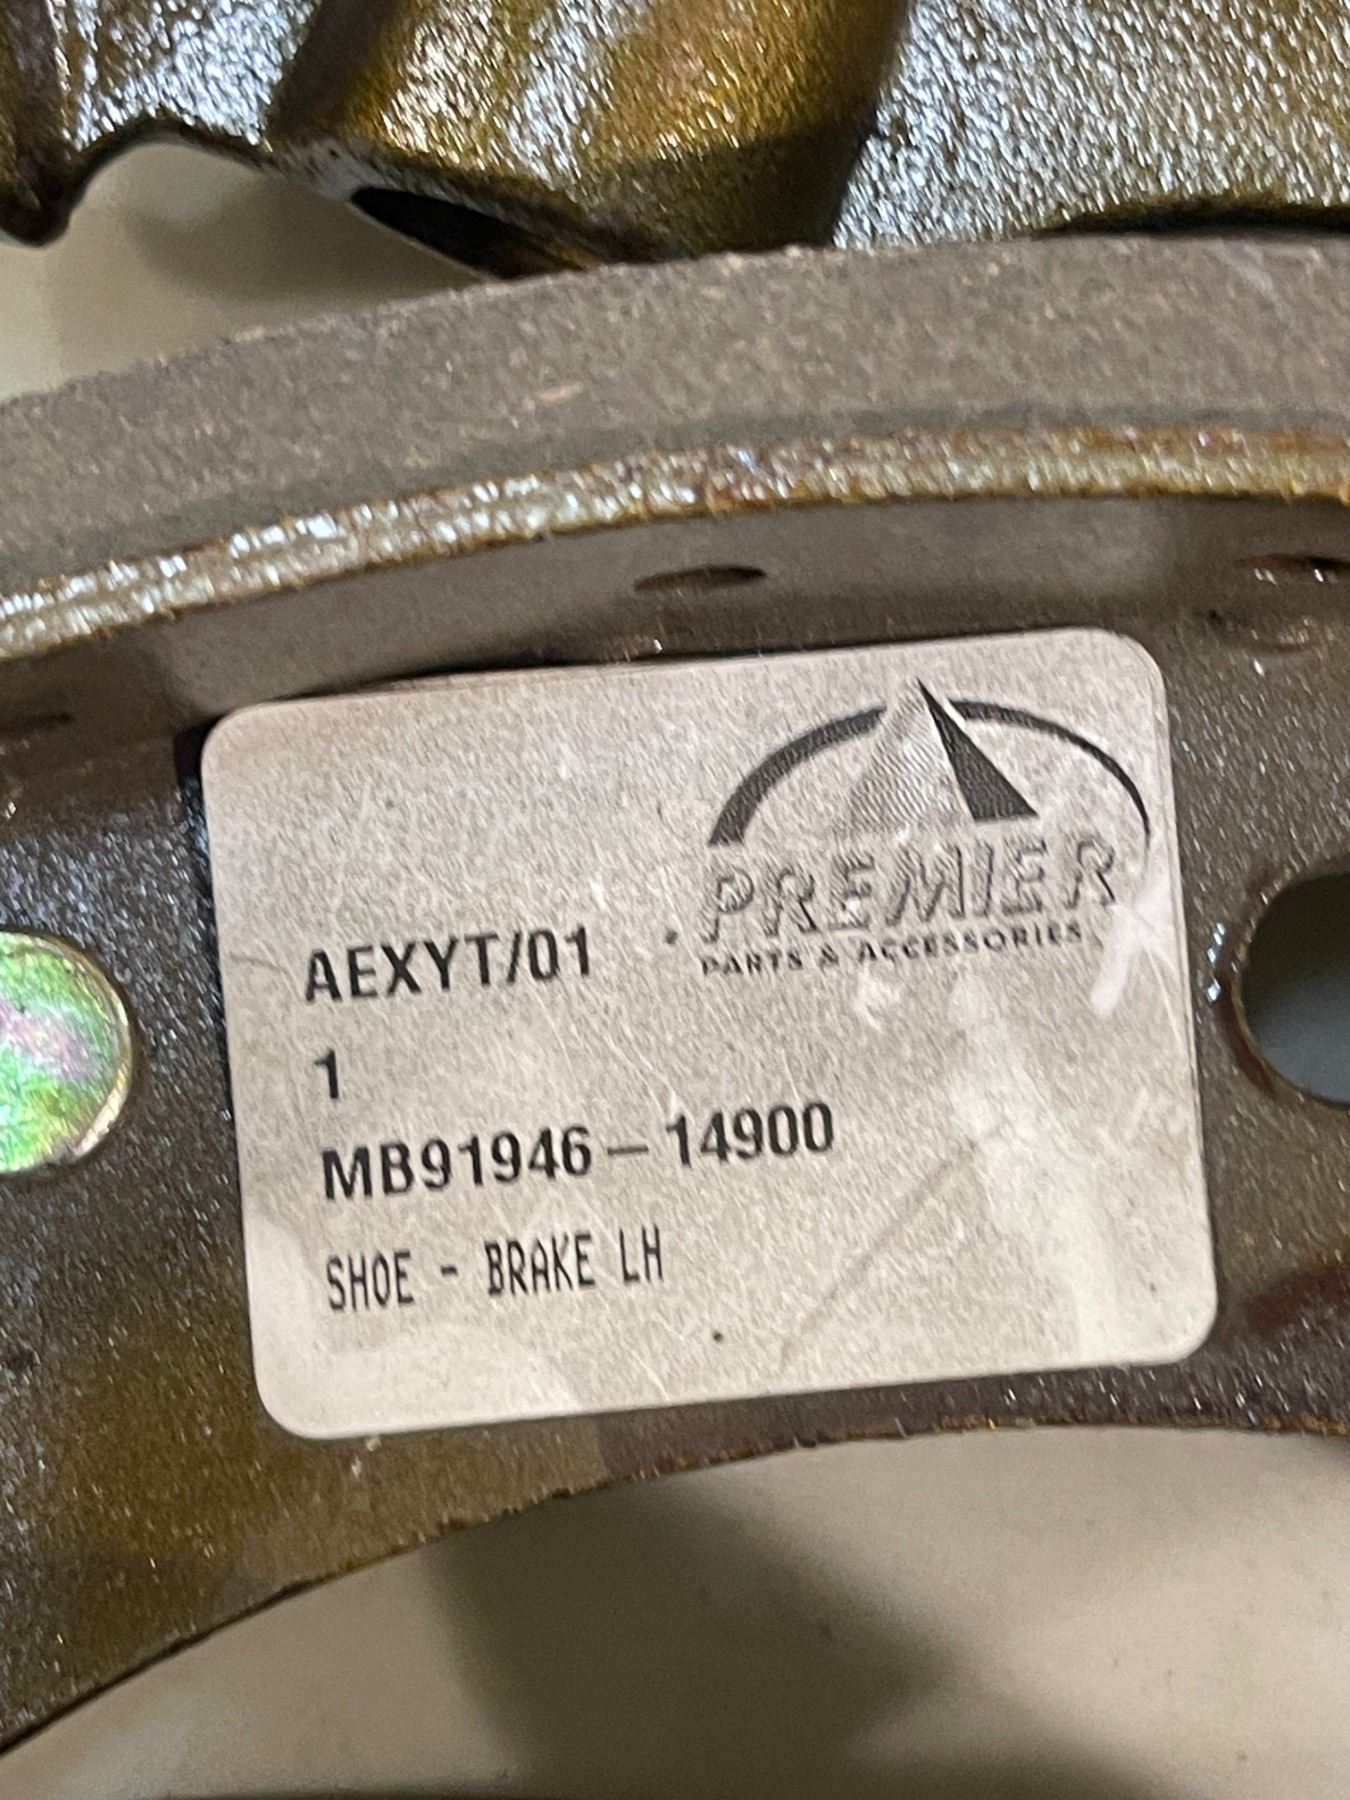 PREMIER
PARTS & ACCESSORIES
AEXYT/01
1
MB91946-14900
SHOE - BRAKE LH